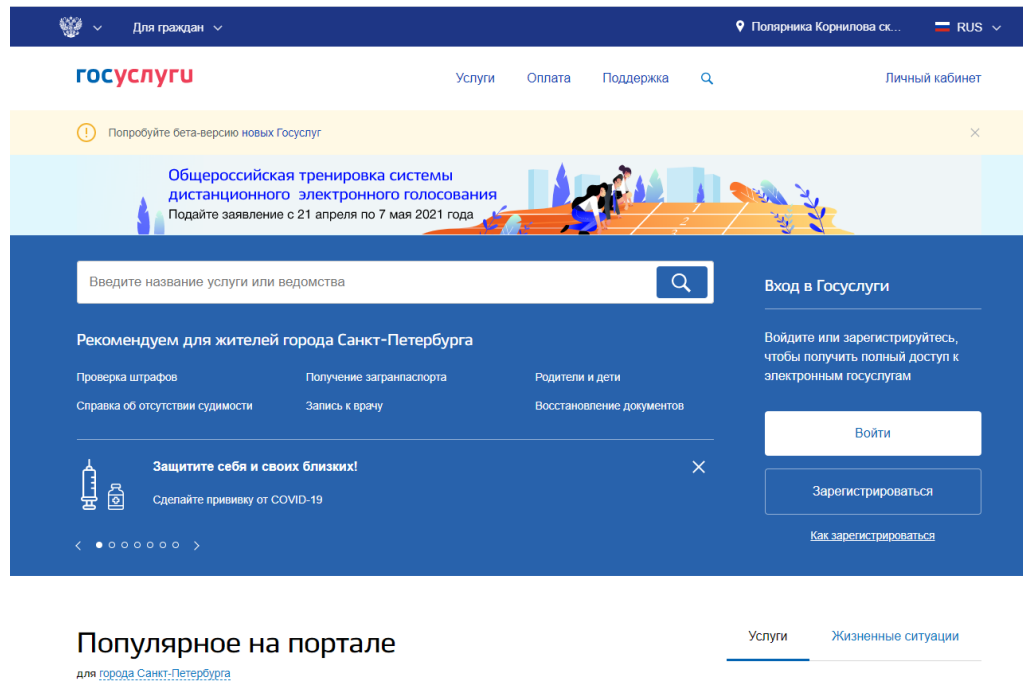 Для граждан
Полярника Корнилова ск...
RUS
госуслуги
Услуги Оплата Поддержка
Личный кабинет
Попробуйте бета-версию новых Госуслуг
Общероссийская тренировка системы
дистанционного электронного голосования
Подайте заявление с 21 апреля по 7 мая 2021 года
1
2
Введите название услуги или ведомства
Рекомендуем для жителей города Санкт-Петербурга
Проверка штрафов Получение загранпаспорта Родители и дети
Справка об отсутствии судимости Запись к врачу Восстановление документов
Защитите себя и своих близких!
Сделайте прививку от COVID-19
Вход в Госуслуги
Войдите или зарегистрируйтесь,
чтобы получить полный доступ к
электронным госуслугам
Войти
Зарегистрироваться
Как зарегистрироваться
Популярное на портале
для города Санкт-Петербурга
Услуги Жизненные ситуации